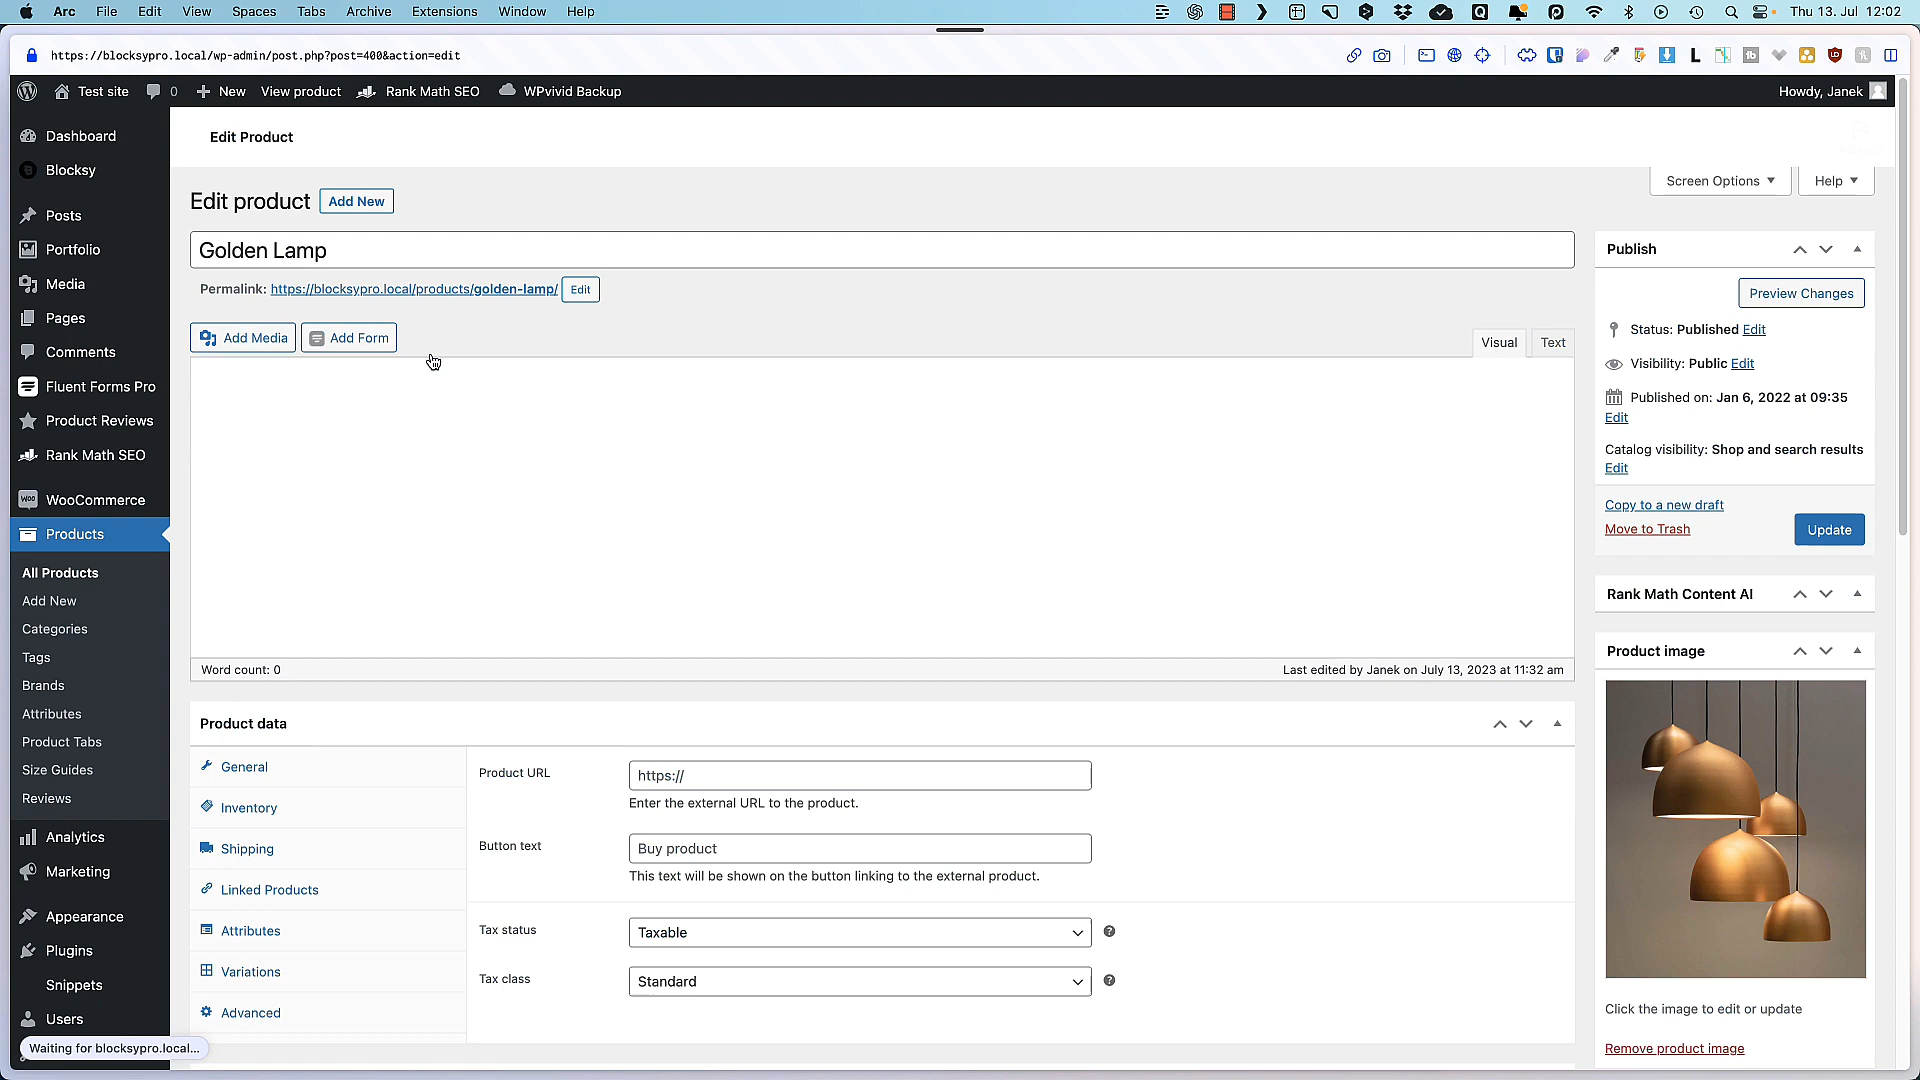 Arc File Edit View Spaces Tabs Archive Extensions Window Help Thu 13. Jul 12:02
https://blocksypro.local/wp-admin/post.php?post=400&action=edit
Test site 0 New View product Rank Math SEO WPvivid Backup Howdy, Janek
Dashboard
Blocksy
Posts
Portfolio
Media
Pages
Comments
Fluent Forms Pro
Product Reviews
Rank Math SEO
WooCommerce
Products
All Products
Add New
Categories
Tags
Brands
Attributes
Product Tabs
Size Guides
Reviews
Analytics
Marketing
Appearance
Plugins
Snippets
Users
Waiting for blocksypro.local...
Edit Product
Screen Options Help
Edit product Add New
Golden Lamp
Permalink: https://blocksypro.local/products/golden-lamp/ Edit
Add Media Add Form
Visual Text
Word count: 0 Last edited by Janek on July 13, 2023 at 11:32 am
Product data
General
Inventory
Shipping
Linked Products
Attributes
Variations
Advanced
Product URL https://
Enter the external URL to the product.
Button text Buy product
This text will be shown on the button linking to the external product.
Tax status Taxable
Tax class Standard
Publish
Preview Changes
Status: Published Edit
Visibility: Public Edit
Published on: Jan 6, 2022 at 09:35
Edit
Catalog visibility: Shop and search results
Edit
Copy to a new draft
Move to Trash
Update
Rank Math Content AI
Product image
Click the image to edit or update
Remove product image